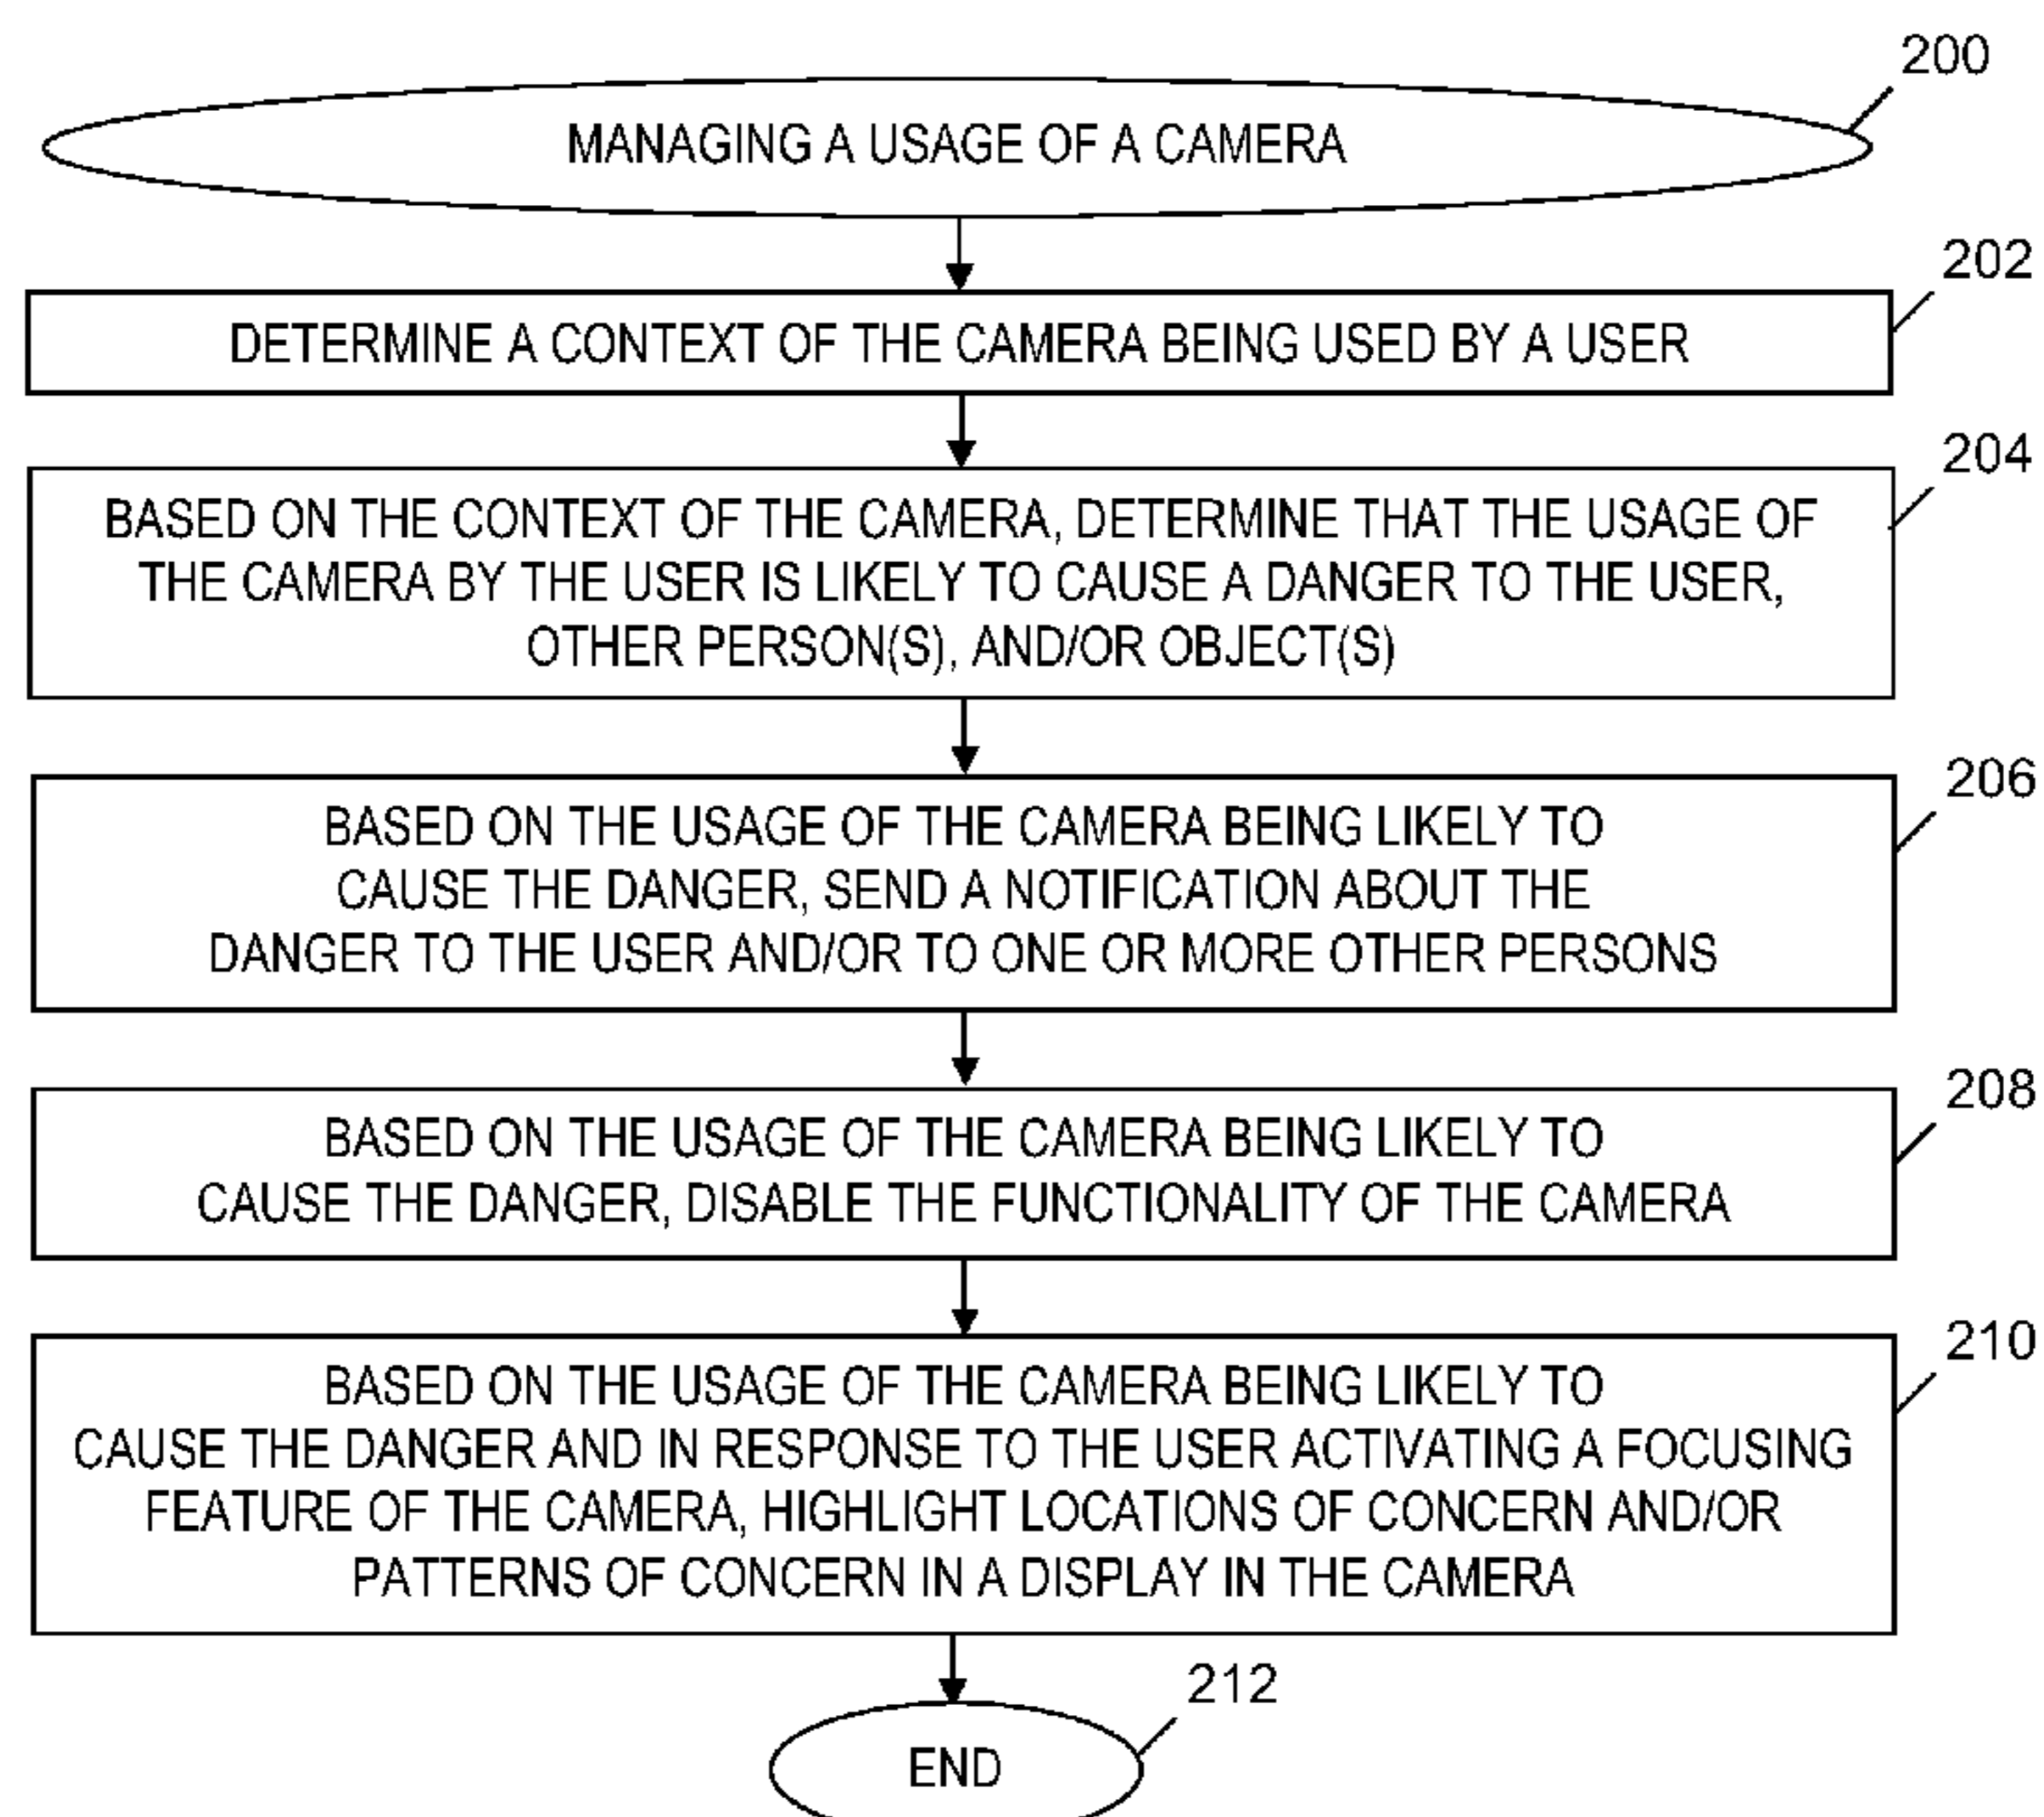 200
MANAGING A USAGE OF A CAMERA
202
DETERMINE A CONTEXT OF THE CAMERA BEING USED BY A USER
204
BASED ON THE CONTEXT OF THE CAMERA, DETERMINE THAT THE USAGE OF
THE CAMERA BY THE USER IS LIKELY TO CAUSE A DANGER TO THE USER,
OTHER PERSON(S), AND/OR OBJECT(S)
206
BASED ON THE USAGE OF THE CAMERA BEING LIKELY TO
CAUSE THE DANGER, SEND A NOTIFICATION ABOUT THE
DANGER TO THE USER AND/OR TO ONE OR MORE OTHER PERSONS
208
BASED ON THE USAGE OF THE CAMERA BEING LIKELY TO
CAUSE THE DANGER, DISABLE THE FUNCTIONALITY OF THE CAMERA
210
BASED ON THE USAGE OF THE CAMERA BEING LIKELY TO
CAUSE THE DANGER AND IN RESPONSE TO THE USER ACTIVATING A FOCUSING
FEATURE OF THE CAMERA, HIGHLIGHT LOCATIONS OF CONCERN AND/OR
PATTERNS OF CONCERN IN A DISPLAY IN THE CAMERA
212
END